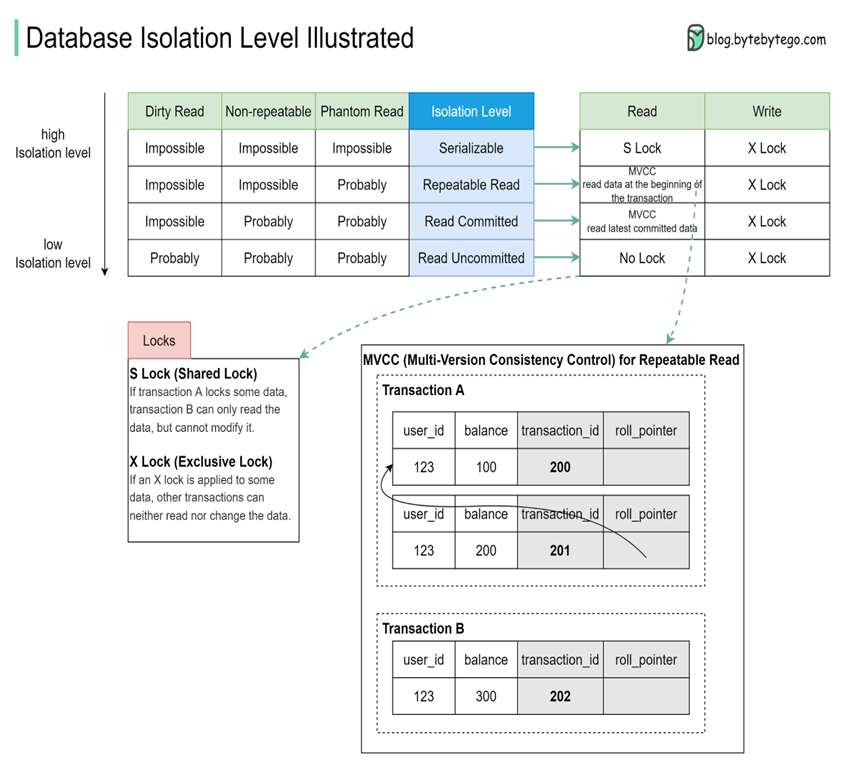 Database Isolation Level Illustrated
blog.bytebytego.com
high
Isolation level
low
Isolation level
Dirty Read Non-repeatable Phantom Read Isolation Level Read Write
Impossible Impossible Impossible Serializable S Lock X Lock
Impossible Impossible Probably Repeatable Read MVCC
read data at the beginning of
the transaction X Lock
Impossible Probably Probably Read Committed MVCC
read latest committed data X Lock
Probably Probably Probably Read Uncommitted No Lock X Lock
Locks
S Lock (Shared Lock)
If transaction A locks some data,
transaction B can only read the
data, but cannot modify it.
X Lock (Exclusive Lock)
If an X lock is applied to some
data, other transactions can
neither read nor change the data.
MVCC (Multi-Version Consistency Control) for Repeatable Read
Transaction A
user_id balance transaction_id roll_pointer
123 100 200
user_id balance transaction_id roll_pointer
123 200 201
Transaction B
user_id balance transaction_id roll_pointer
123 300 202